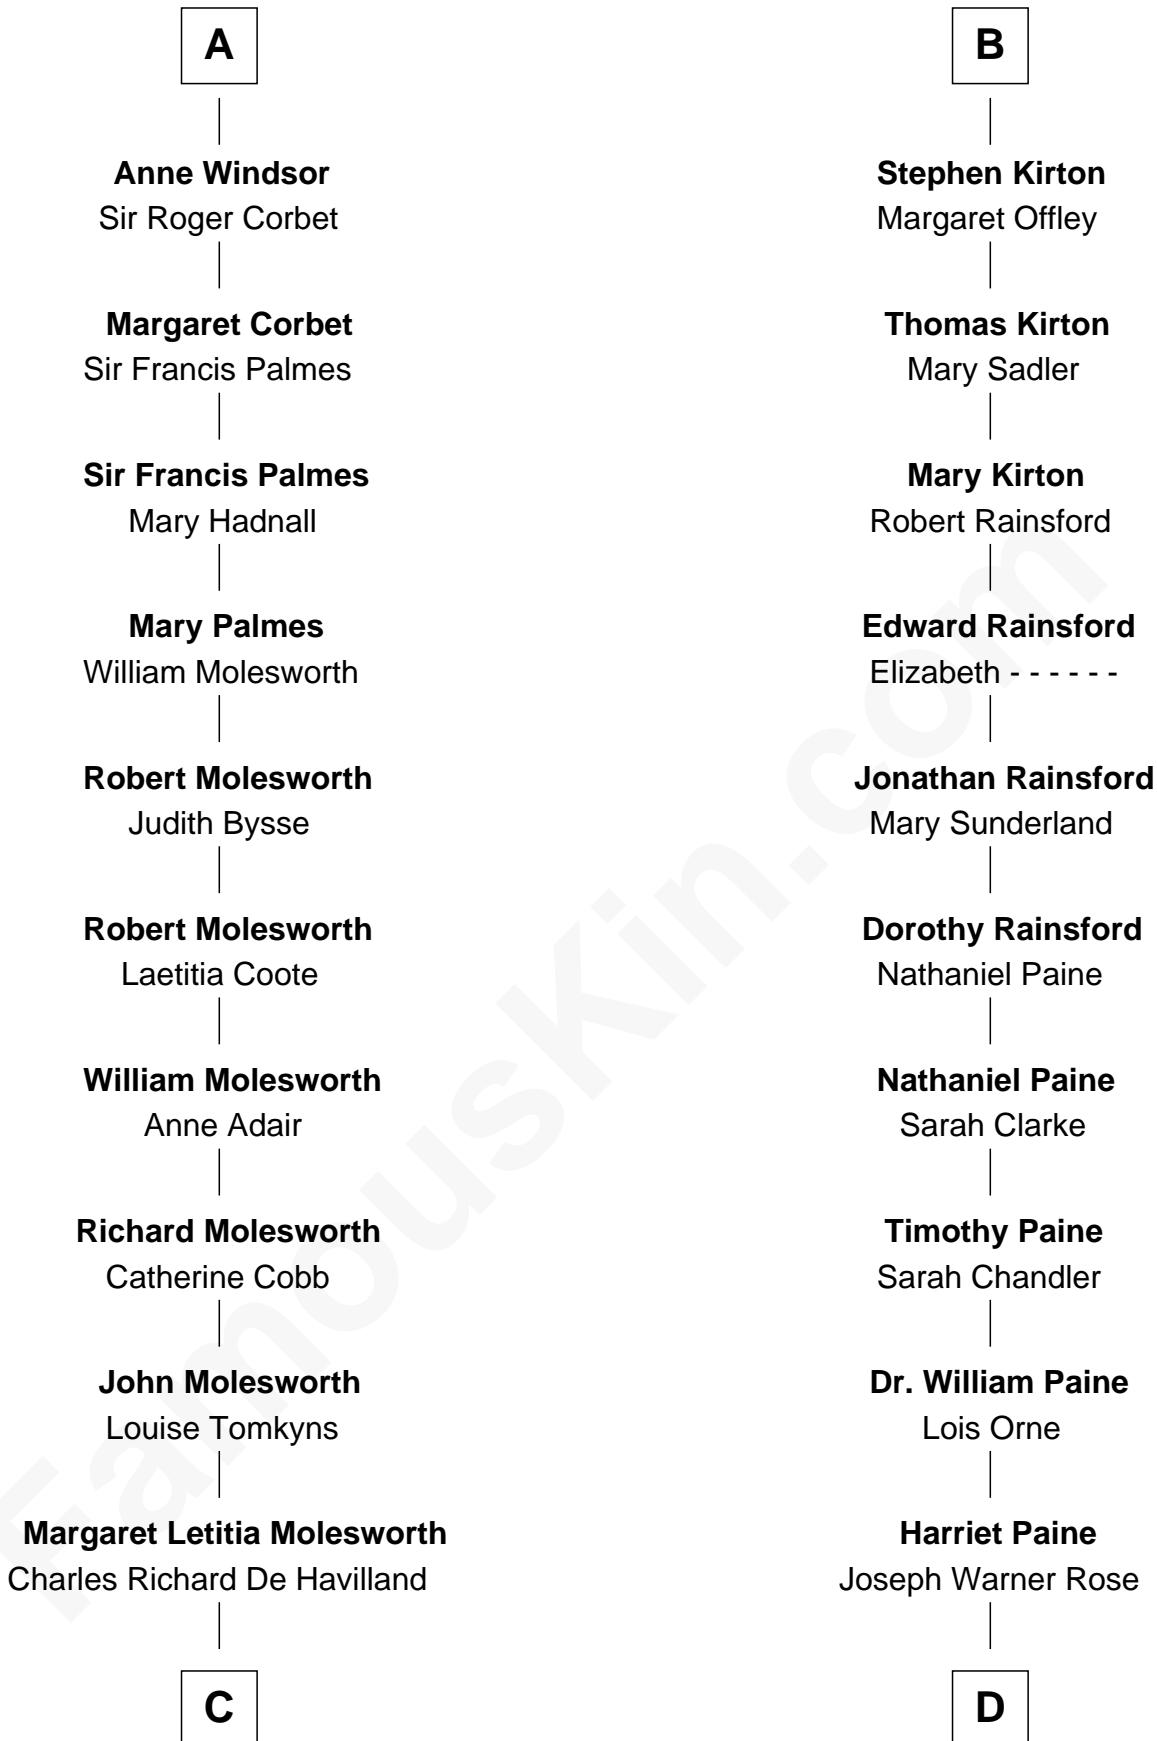 A
Anne Windsor
Sir Roger Corbet
Margaret Corbet
Sir Francis Palmes
Sir Francis Palmes
Mary Hadnall
Mary Palmes
William Molesworth
Robert Molesworth
Judith Bysse
Robert Molesworth
Laetitia Coote
William Molesworth
Anne Adair
Richard Molesworth
Catherine Cobb
John Molesworth
Louise Tomkyns
Margaret Letitia Molesworth
Charles Richard De Havilland
C
B
Stephen Kirton
Margaret Offley
Thomas Kirton
Mary Sadler
Mary Kirton
Robert Rainsford
Edward Rainsford
Elizabeth - - - - - -
Jonathan Rainsford
Mary Sunderland
Dorothy Rainsford
Nathaniel Paine
Nathaniel Paine
Sarah Clarke
Timothy Paine
Sarah Chandler
Dr. William Paine
Lois Orne
Harriet Paine
Joseph Warner Rose
D
FamousKin.com